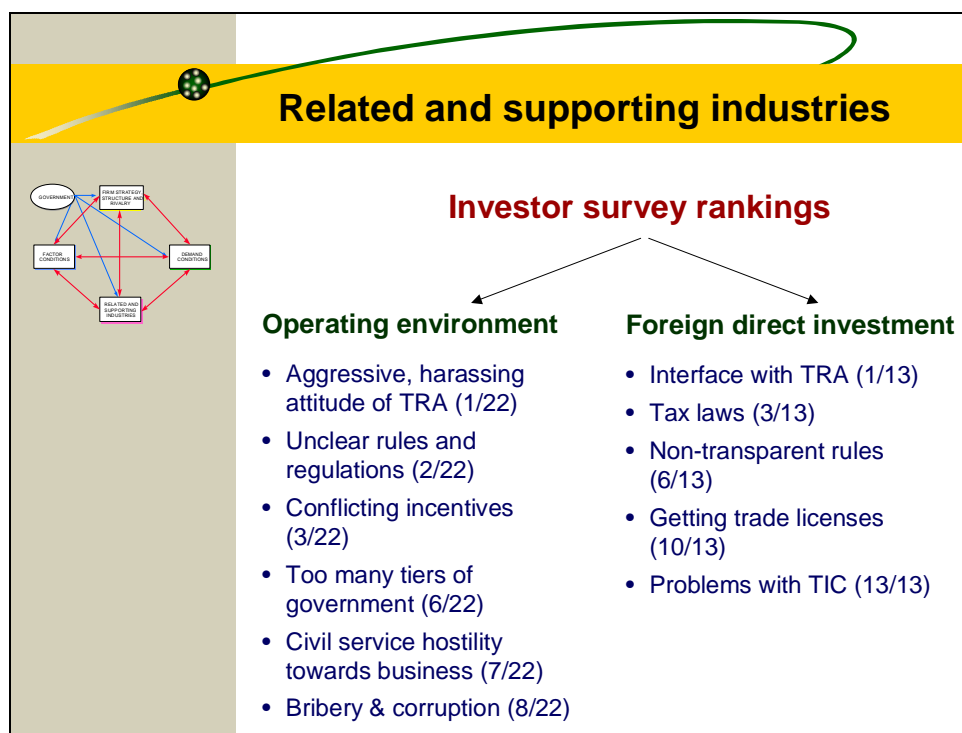 Related and supporting industries
GOVERNMENT
FIRM STRATEGY
STRUCTURE AND
RIVALRY
FACTOR
CONDITIONS
DEMAND
CONDITIONS
RELATED AND
SUPPORTING
INDUSTRIES
Investor survey rankings
Operating environment
• Aggressive, harassing
attitude of TRA (1/22)
• Unclear rules and
regulations (2/22)
• Conflicting incentives
(3/22)
• Too many tiers of
government (6/22)
• Civil service hostility
towards business (7/22)
• Bribery & corruption (8/22)
Foreign direct investment
• Interface with TRA (1/13)
• Tax laws (3/13)
• Non-transparent rules
(6/13)
• Getting trade licenses
(10/13)
• Problems with TIC (13/13)